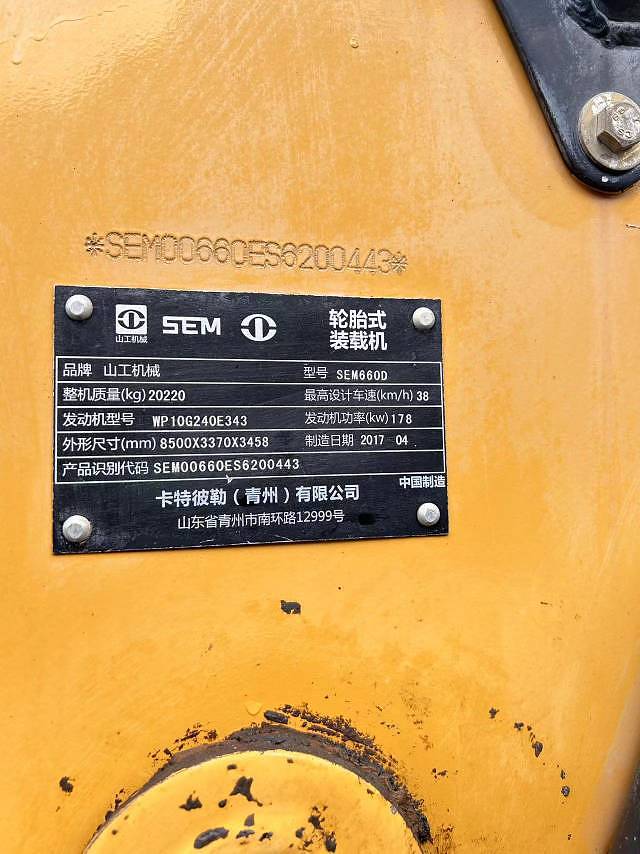 *SEM00660ES6200443*
山工机械 SEM
轮胎式
装载机
品牌 山工机械 型号 SEM660D
整机质量(kg) 20220 最高设计车速(km/h) 38
发动机型号 WP10G240E343 发动机功率(kw) 178
外形尺寸(mm) 8500X3370X3458 制造日期 2017 04
产品识别代码 SEM00660ES6200443
中国制造
卡特彼勒（青州）有限公司
山东省青州市南环路12999号